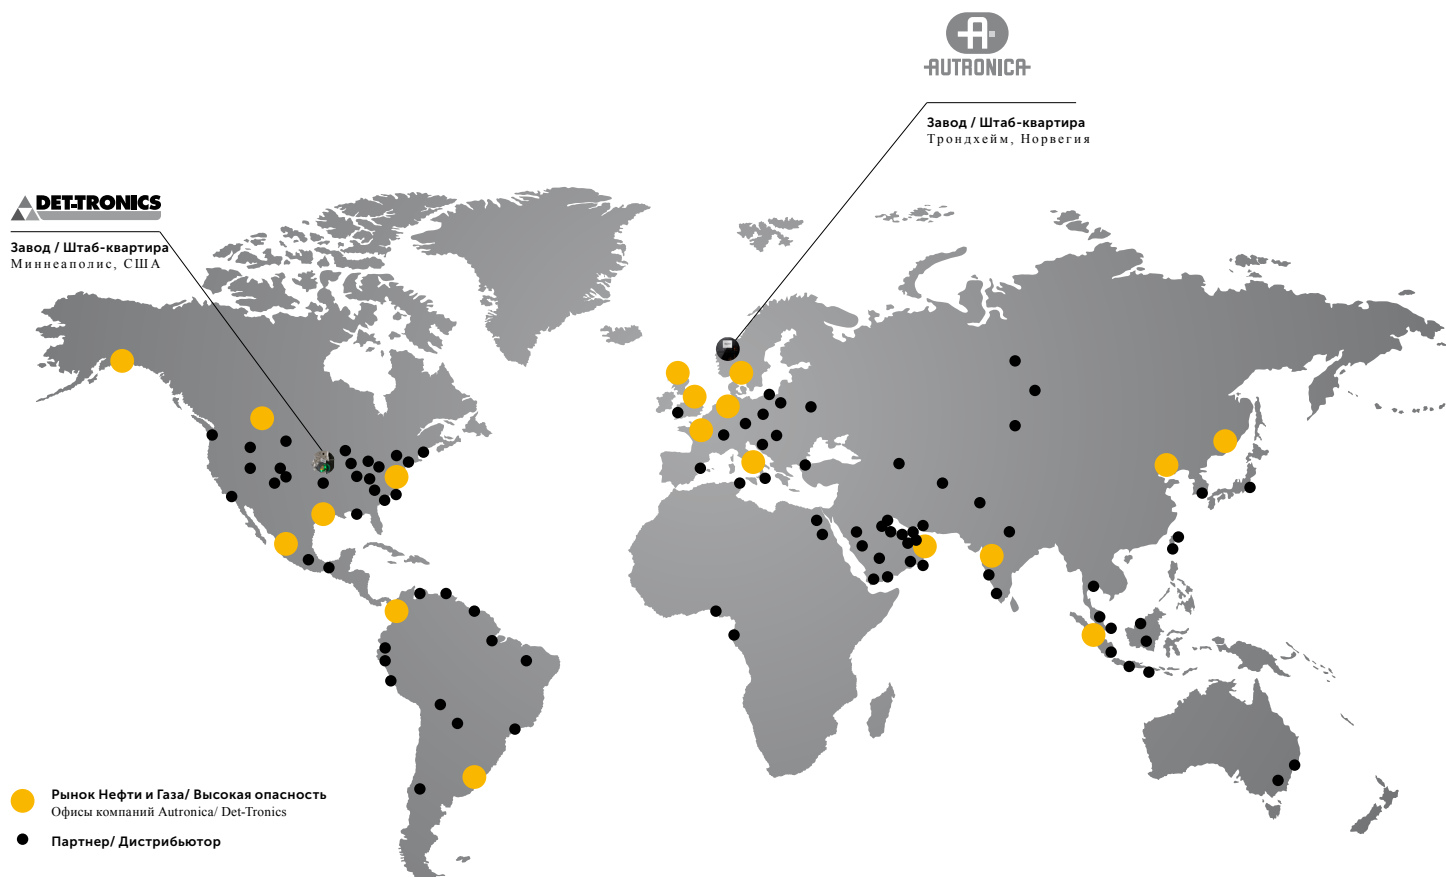 AUTRONICA
Завод / Штаб-квартира
Трондхейм, Норвегия
DET-TRONICS
Завод / Штаб-квартира
Миннеаполис, США
Рынок Нефти и Газа/ Высокая опасность
Офисы компаний Autronica/ Det-Tronics
Партнер/ Дистрибьютор